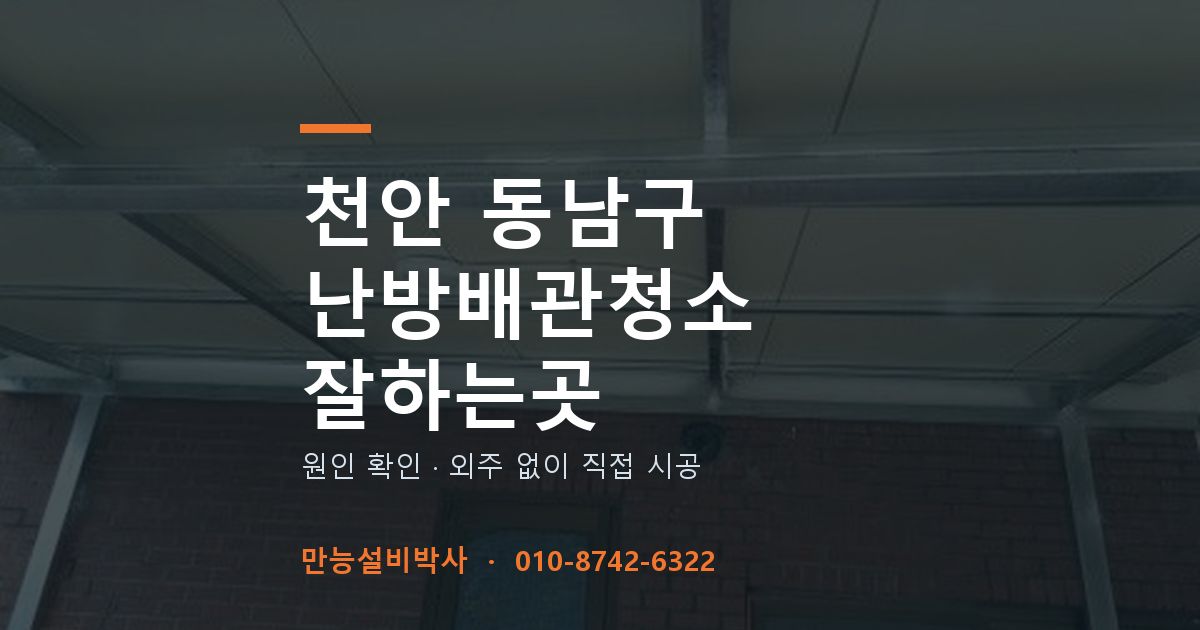 천안 동남구
난방배관청소
잘하는곳
원인 확인 · 외주 없이 직접 시공
만능설비박사 · 010-8742-6322